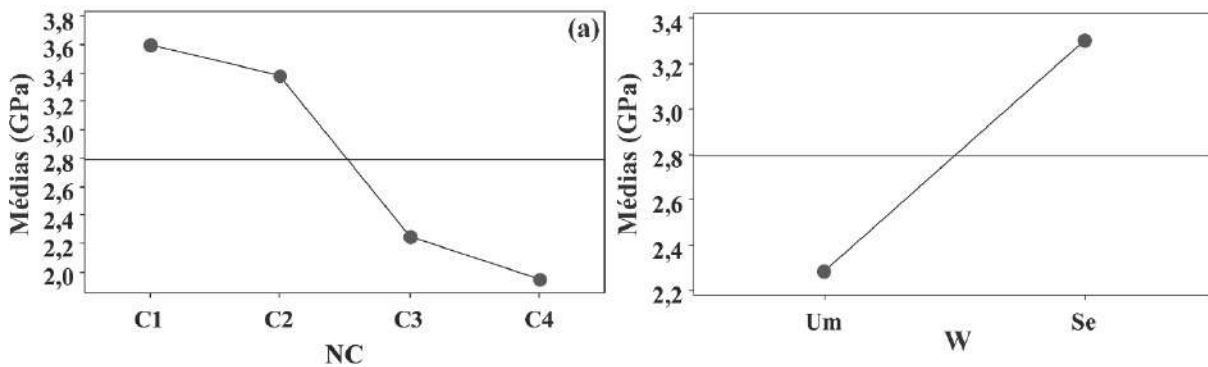 Médias (GPa)
3,8
3,6
3,4
3,2
3,0
2,8
2,6
2,4
2,2
2,0
(a)
C1 C2 C3 C4
NC
Médias (GPa)
3,4
3,2
3,0
2,8
2,6
2,4
2,2
Um Se
W